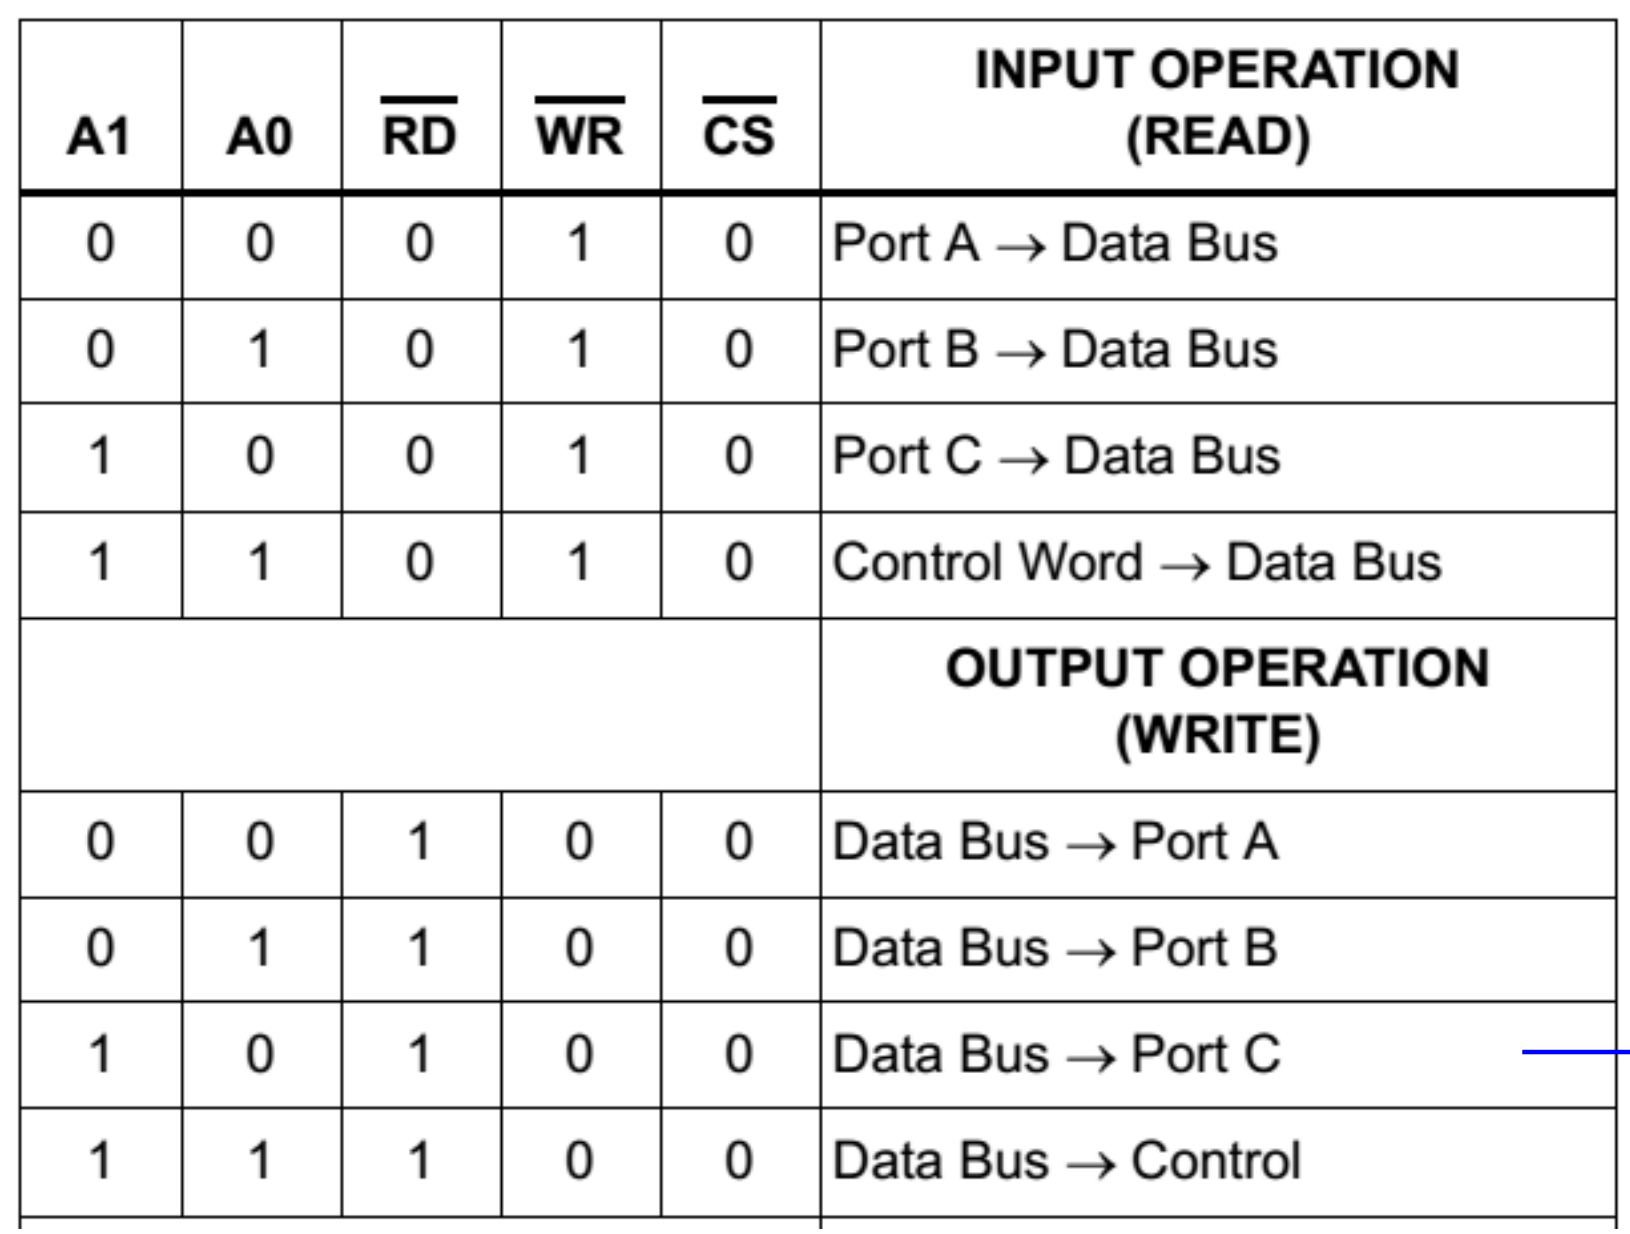 A1 A0 RD WR CS INPUT OPERATION
(READ)
0 0 0 1 0 Port A → Data Bus
0 1 0 1 0 Port B → Data Bus
1 0 0 1 0 Port C → Data Bus
1 1 0 1 0 Control Word → Data Bus
OUTPUT OPERATION
(WRITE)
0 0 1 0 0 Data Bus → Port A
0 1 1 0 0 Data Bus → Port B
1 0 1 0 0 Data Bus → Port C
1 1 1 0 0 Data Bus → Control